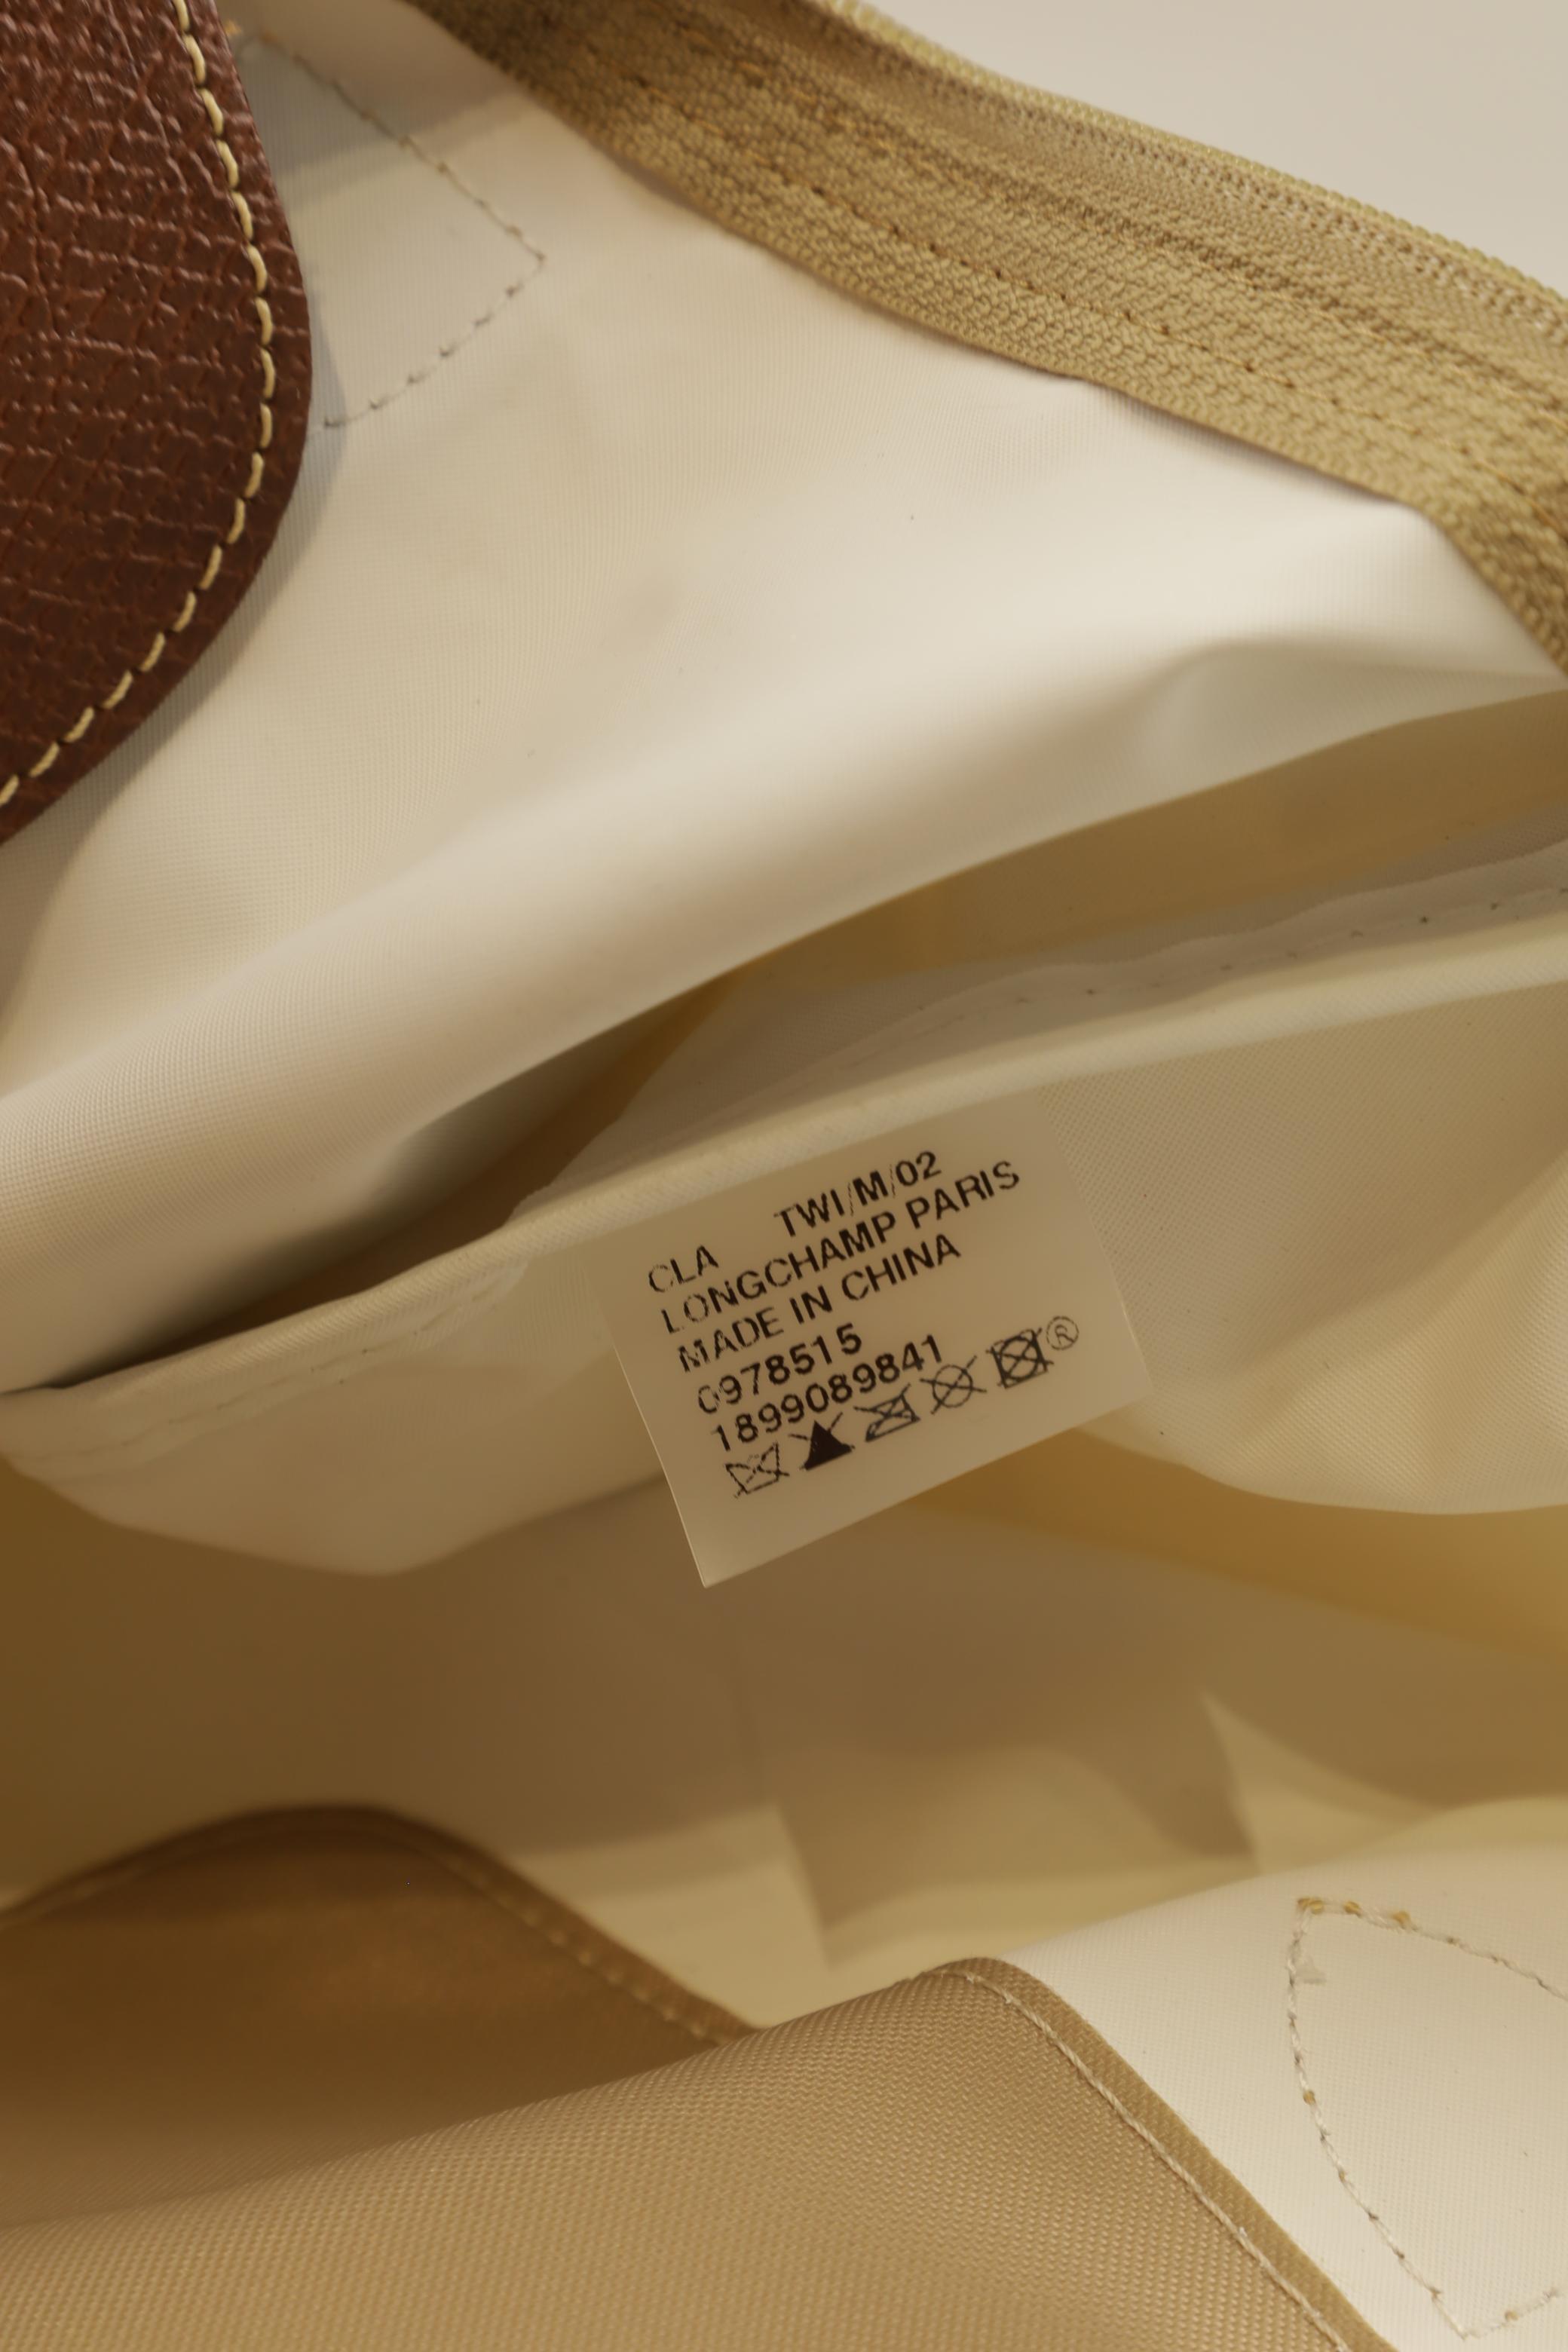 CLA TWI/M/02
LONGCHAMP PARIS
MADE IN CHINA
0978515
1899089841
®